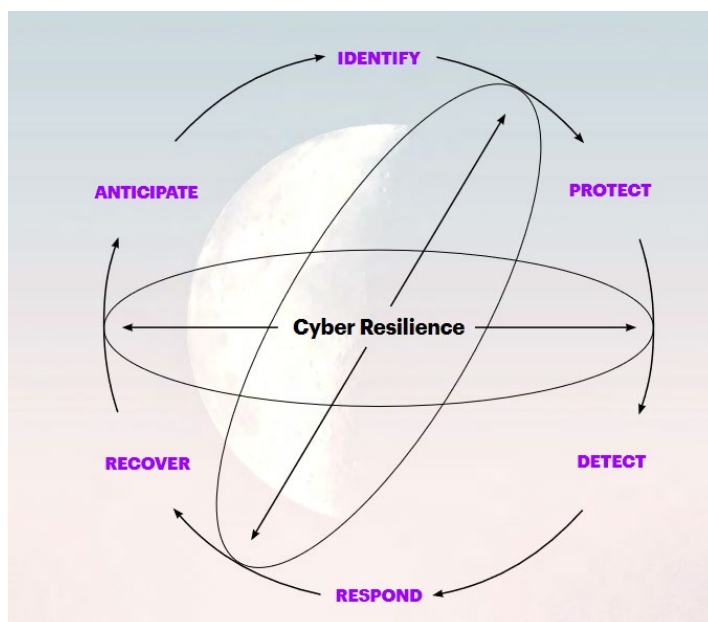 IDENTIFY
ANTICIPATE
PROTECT
Cyber Resilience
RECOVER
DETECT
RESPOND